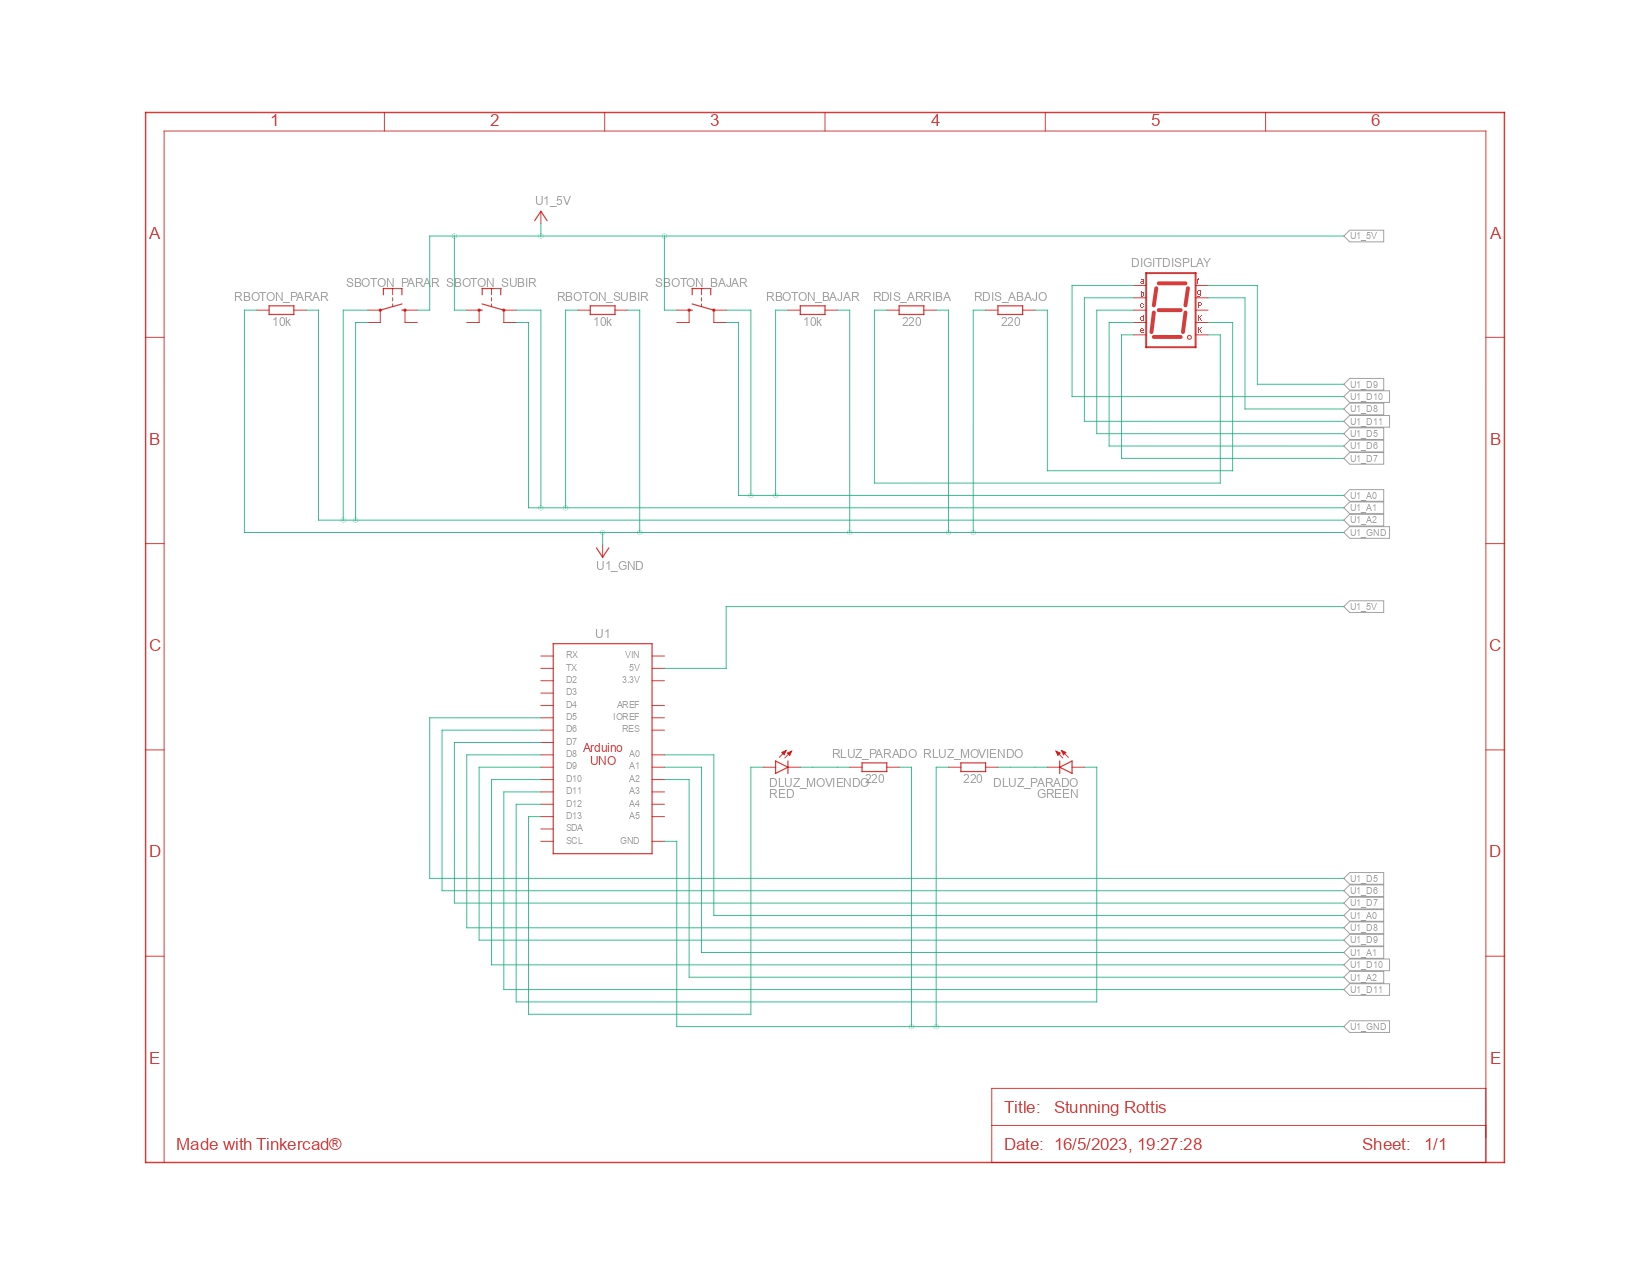 1 2 3 4 5 6
U1_5V
A A
U1_5V
DIGITDISPLAY
SBOTON_PARAR SBOTON_SUBIR SBOTON_BAJAR
RBOTON_PARAR RBOTON_SUBIR RBOTON_BAJAR RDIS_ARRIBA RDIS_ABAJO
10k 10k 10k 220 220
a f
b g
c P
d K
e K
U1_D9
U1_D10
U1_D8
U1_D11
U1_D5
B B
U1_D6
U1_D7
U1_A0
U1_A1
U1_A2
U1_GND
U1_GND
U1_5V
U1
C C
RX VIN
TX 5V
D2 3.3V
D3
D4 AREF
D5 IOREF
D6 RES
D7
Arduino
UNO
D8 A0
D9 A1
D10 A2
D11 A3
D12 A4
D13 A5
SDA
SCL GND
RLUZ_PARADO RLUZ_MOVIENDO
220 220
DLUZ_MOVIENDO DLUZ_PARADO
RED GREEN
D D
U1_D5
U1_D6
U1_D7
U1_A0
U1_D8
U1_D9
U1_A1
U1_D10
U1_A2
U1_D11
U1_GND
E E
Title: Stunning Rottis
Made with Tinkercad®
Date: 16/5/2023, 19:27:28 Sheet: 1/1